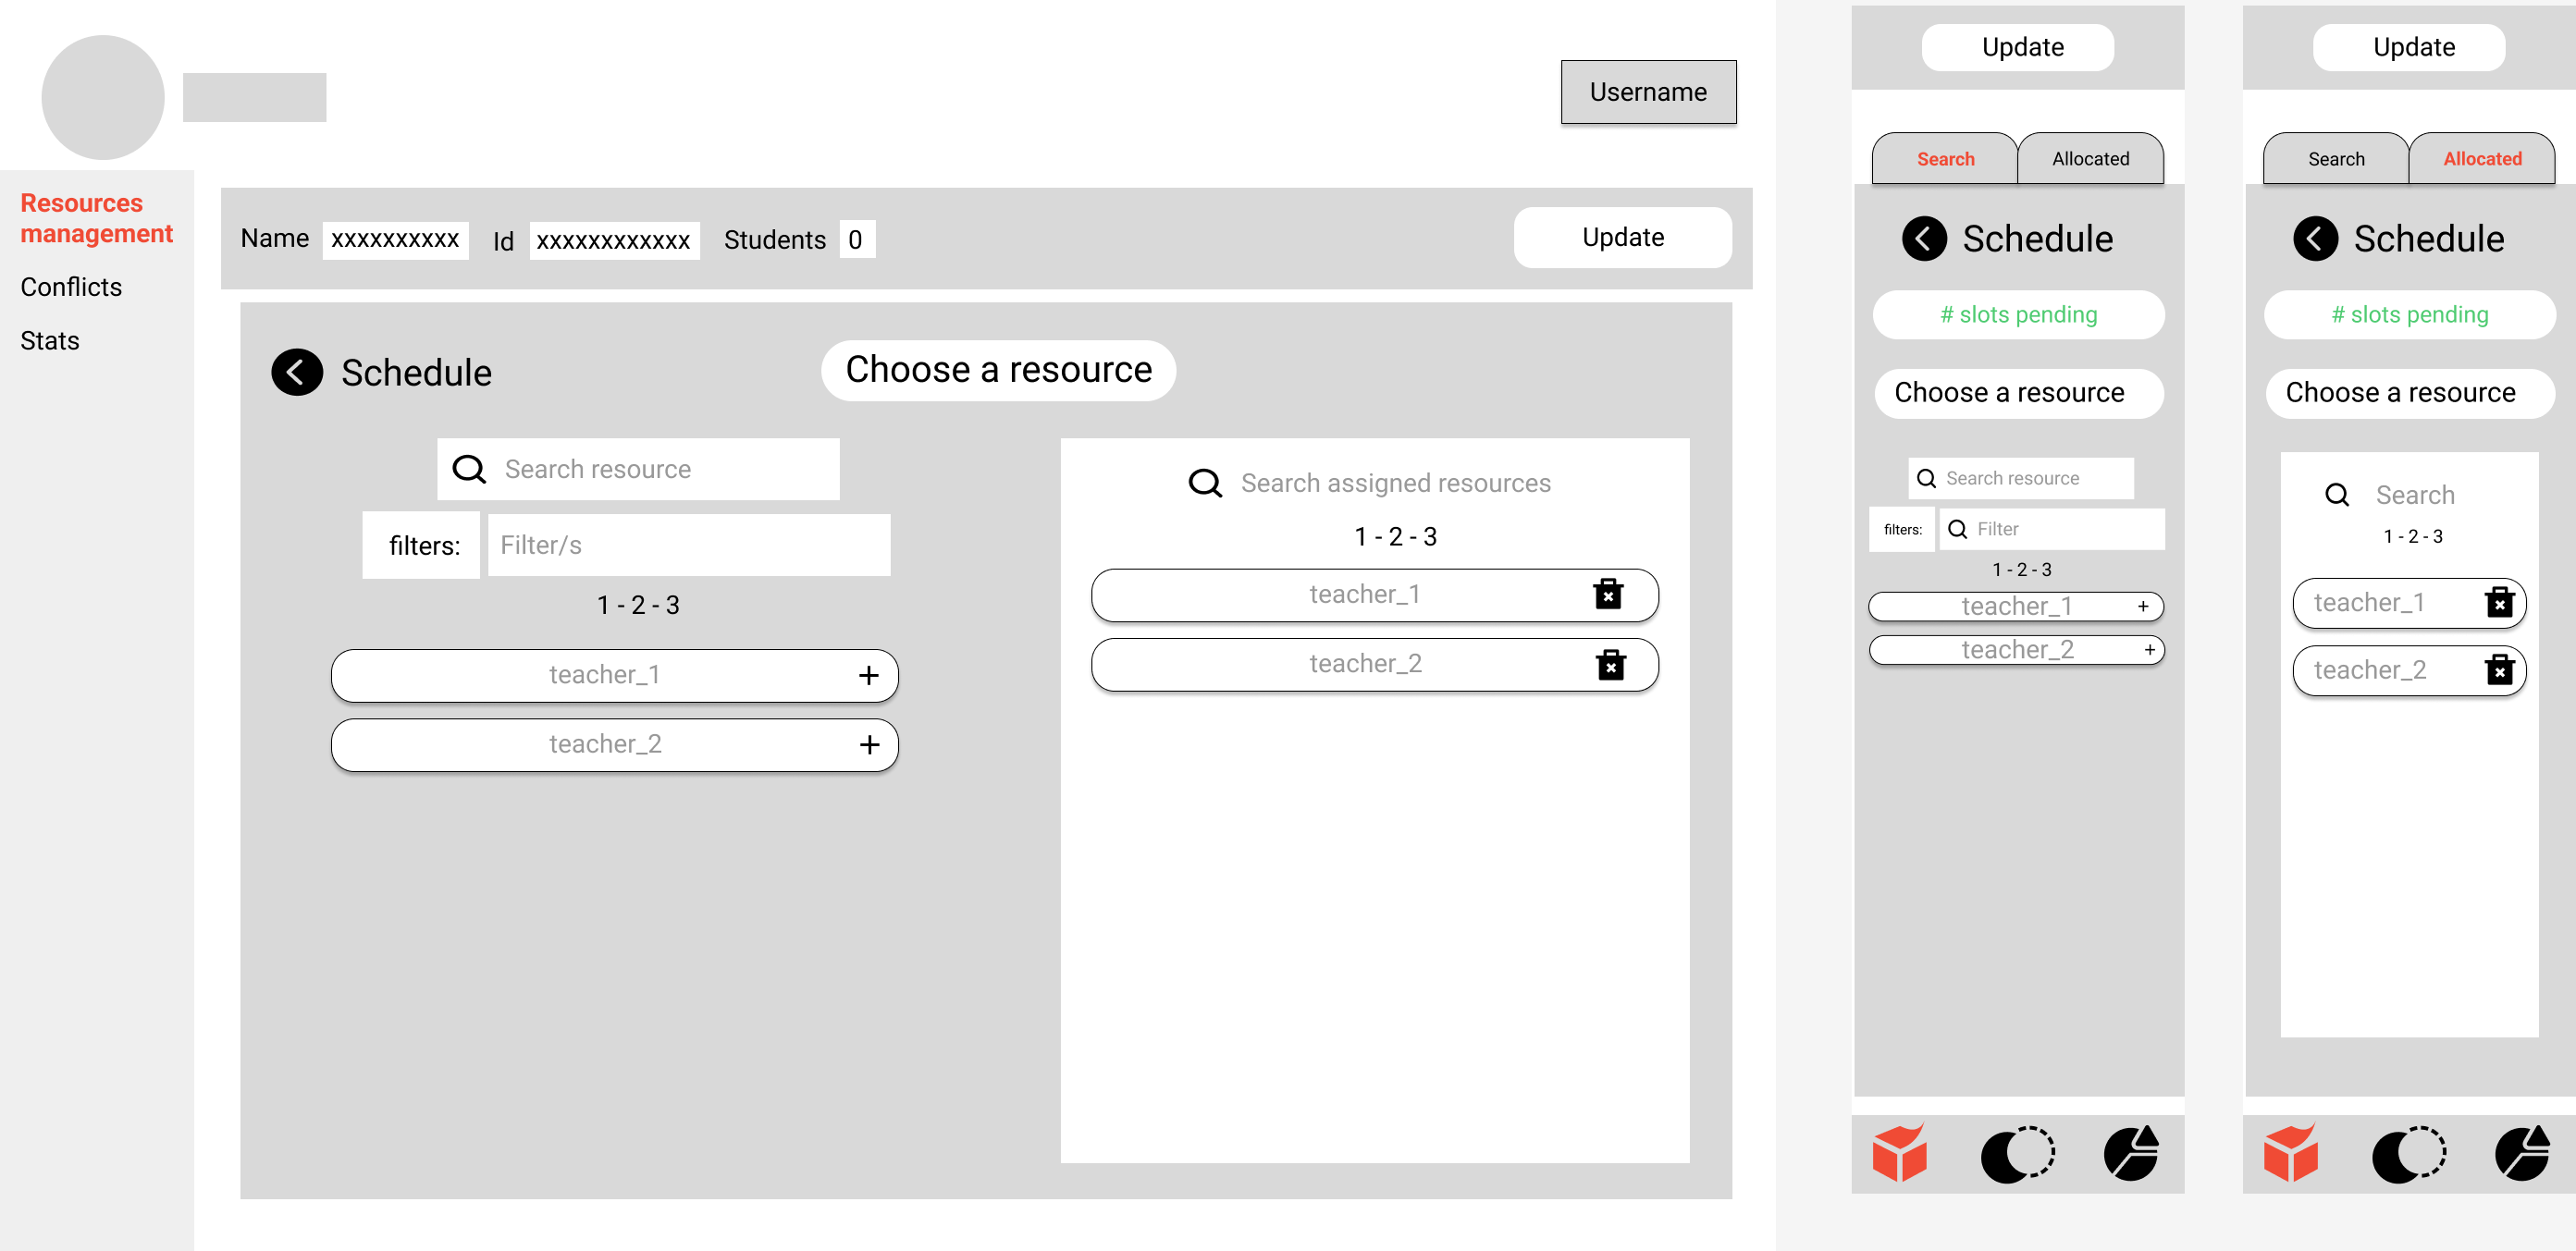 Username
Resources
management
Conflicts
Stats
Name xxxxxxxxxx Id xxxxxxxxxxxx Students 0
Update
Schedule
Choose a resource
Search resource
filters: Filter/s
1 - 2 - 3
teacher_1 +
teacher_2 +
Search assigned resources
1 - 2 - 3
teacher_1
teacher_2
Update
Search Allocated
Schedule
# slots pending
Choose a resource
Search resource
filters: Filter
1 - 2 - 3
teacher_1 +
teacher_2 +
Update
Search Allocated
Schedule
# slots pending
Choose a resource
Search
1 - 2 - 3
teacher_1
teacher_2